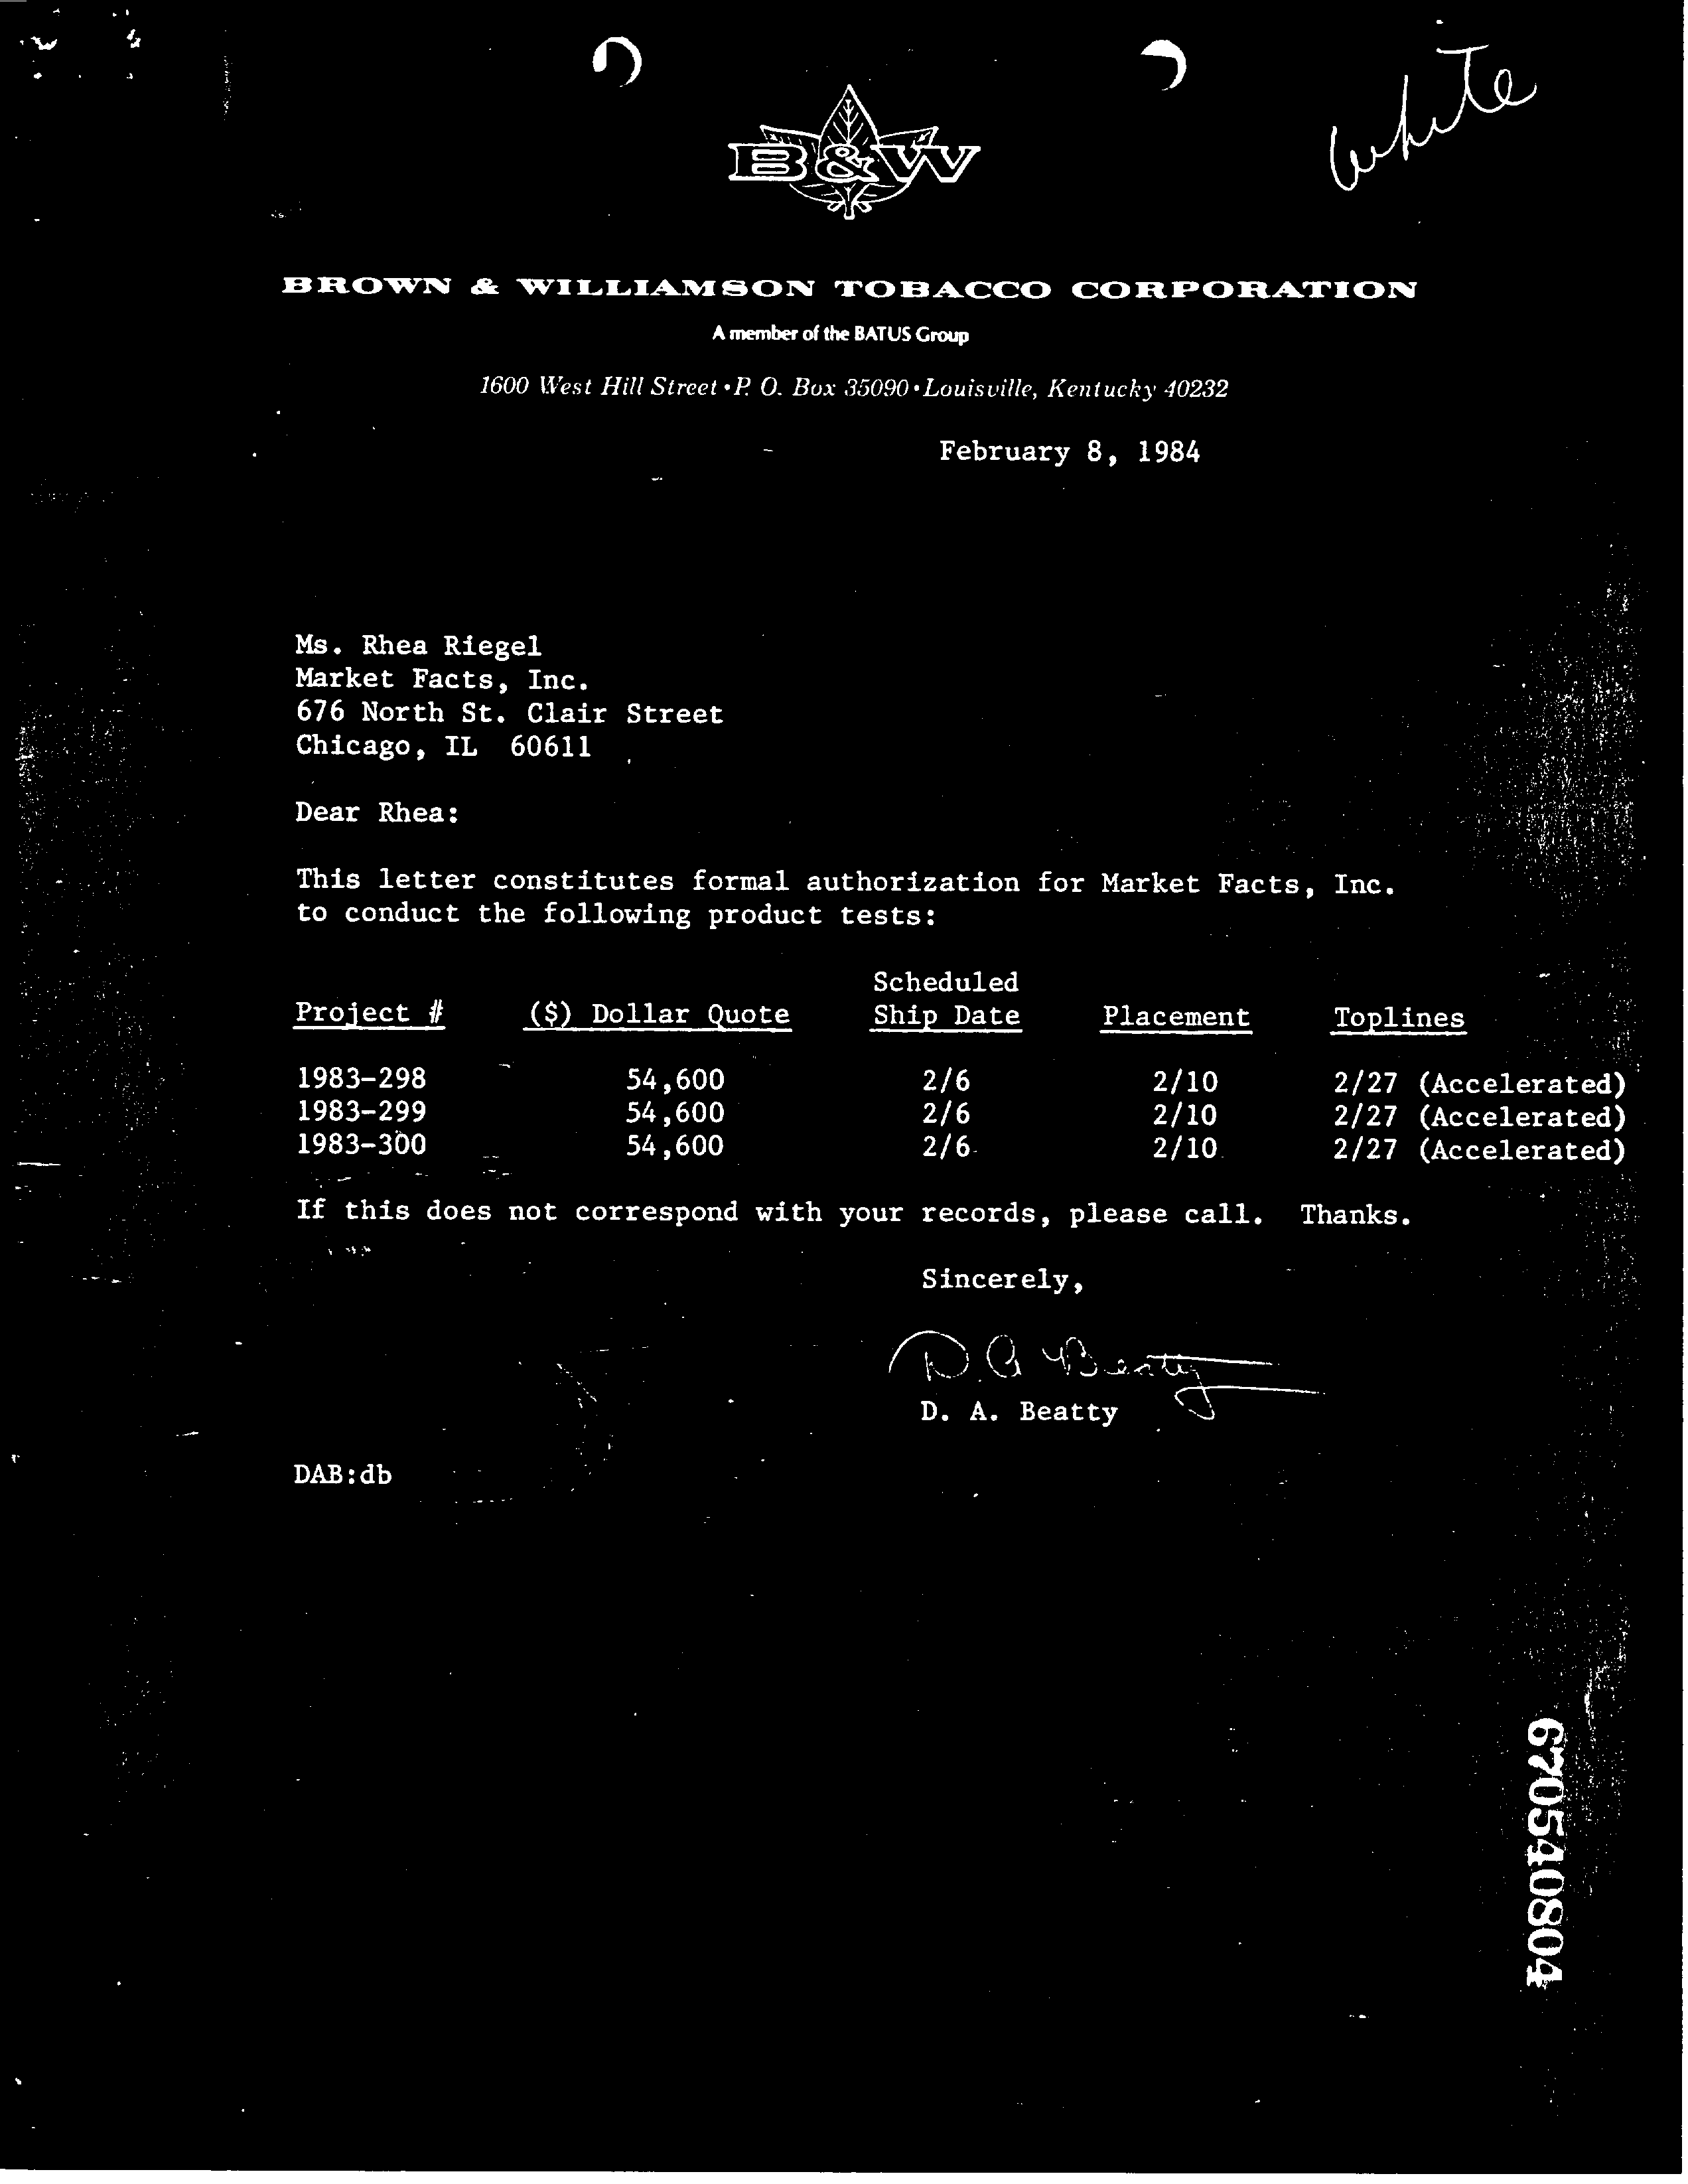 white
B&W
BROWN & WILLIAMSON TOBACCO CORPORATION
A member of the BATUS Group
1600 West Hill Street • P. O. Box 35090 • Louisville, Kentucky 40232
February 8, 1984
Ms. Rhea Riegel
Market Facts, Inc.
676 North St. Clair Street
Chicago, IL 60611
Dear Rhea:
This letter constitutes formal authorization for Market Facts, Inc.
to conduct the following product tests:
Scheduled
Project # ($) Dollar Quote Ship Date Placement Toplines
1983-298 54,600 2/6 2/10 2/27 (Accelerated)
1983-299 54,600 2/6 2/10 2/27 (Accelerated)
1983-300 54,600 2/6 2/10 2/27 (Accelerated)
If this does not correspond with your records, please call. Thanks.
Sincerely,
D. A. Beatty
D. A. Beatty
DAB:db
670540804